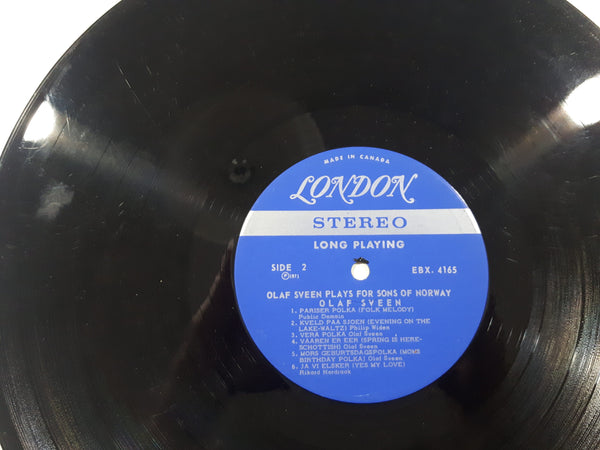 MADE IN CANADA
LONDON
STEREO
LONG PLAYING
SIDE 2 EBX. 4165
℗1971
OLAF SVEEN PLAYS FOR SONS OF NORWAY
OLAF SVEEN
1. PARISER POLKA (FOLK MELODY)
Public Domain
2. KVELD PAA SJOEN (EVENING ON THE
LAKE-WALTZ) Philip Widen
3. VERA POLKA Olaf Sveen
4. VAAREN ER EER (SPRING IS HERE-
SCHOTTISH) Olaf Sveen
5. MORS GEBURTSDAGSPOLKA (MOMS
BIRTHDAY POLKA) Olaf Sveen
6. JA VI ELSKER (YES MY LOVE)
Rikard Nordraok